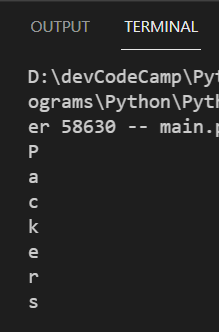 OUTPUT TERMINAL
D:\devCodeCamp\Pyt
ograms\Python\Pyth
er 58630 -- main.p
P
a
c
k
e
r
s